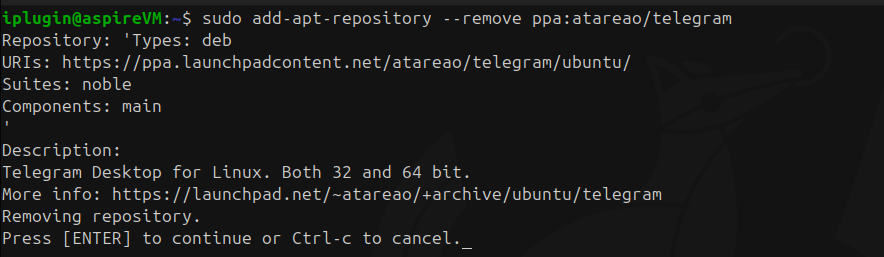 iplugin@aspireVM:~$ sudo add-apt-repository --remove ppa:atareao/telegram
Repository: 'Types: deb
URIs: https://ppa.launchpadcontent.net/atareao/telegram/ubuntu/
Suites: noble
Components: main
'
Description:
Telegram Desktop for Linux. Both 32 and 64 bit.
More info: https://launchpad.net/~atareao/+archive/ubuntu/telegram
Removing repository.
Press [ENTER] to continue or Ctrl-c to cancel._